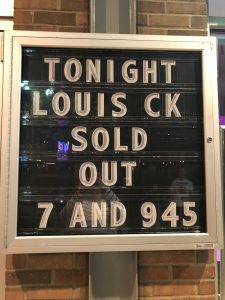 TONIGHT
LOUIS CK
SOLD
OUT
7 AND 945